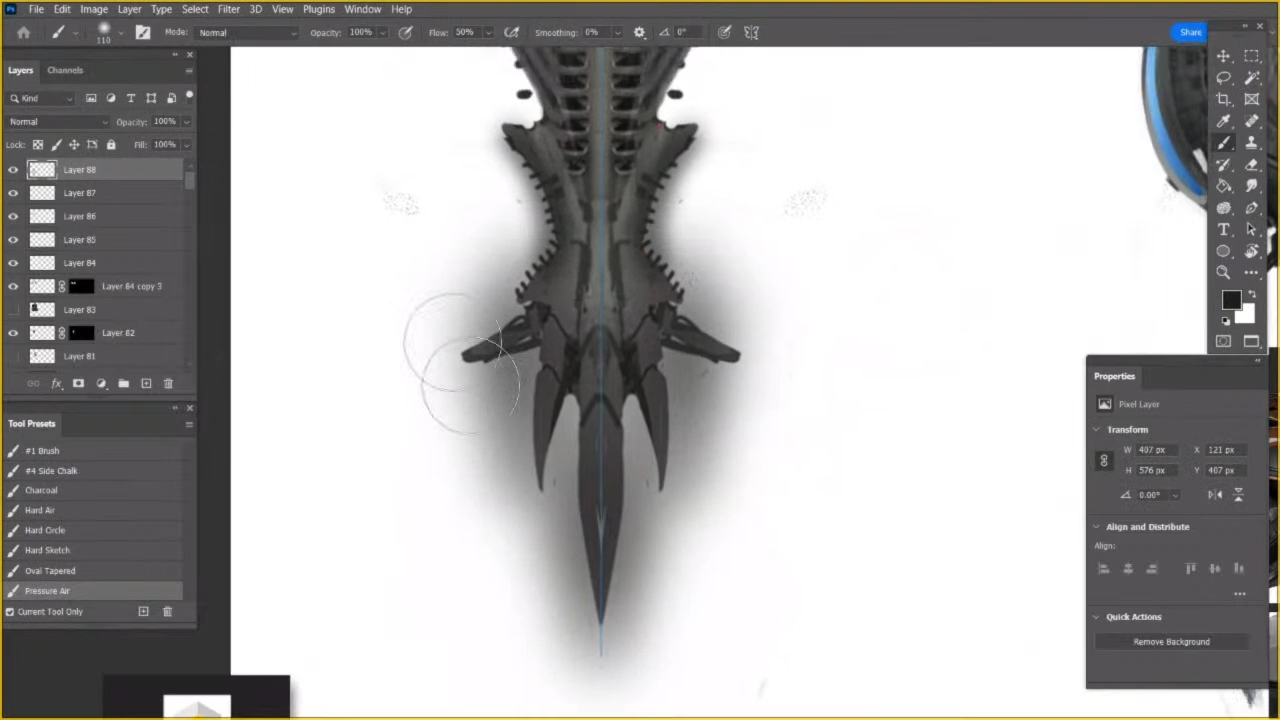 Ps File Edit Image Layer Type Select Filter 3D View Plugins Window Help
110 Mode: Normal Opacity: 100% Flow: 50% Smoothing: 0% 0° Share
Layers Channels
Kind
Normal Opacity: 100%
Lock: Fill: 100%
Layer 88
Layer 87
Layer 86
Layer 85
Layer 84
Layer 84 copy 3
Layer 83
Layer 82
Layer 81
fx
Tool Presets
#1 Brush
#4 Side Chalk
Charcoal
Hard Air
Hard Circle
Hard Sketch
Oval Tapered
Pressure Air
Current Tool Only
Properties
Pixel Layer
Transform
W 407 px X 121 px
H 576 px Y 407 px
0.00°
Align and Distribute
Align:
Quick Actions
Remove Background